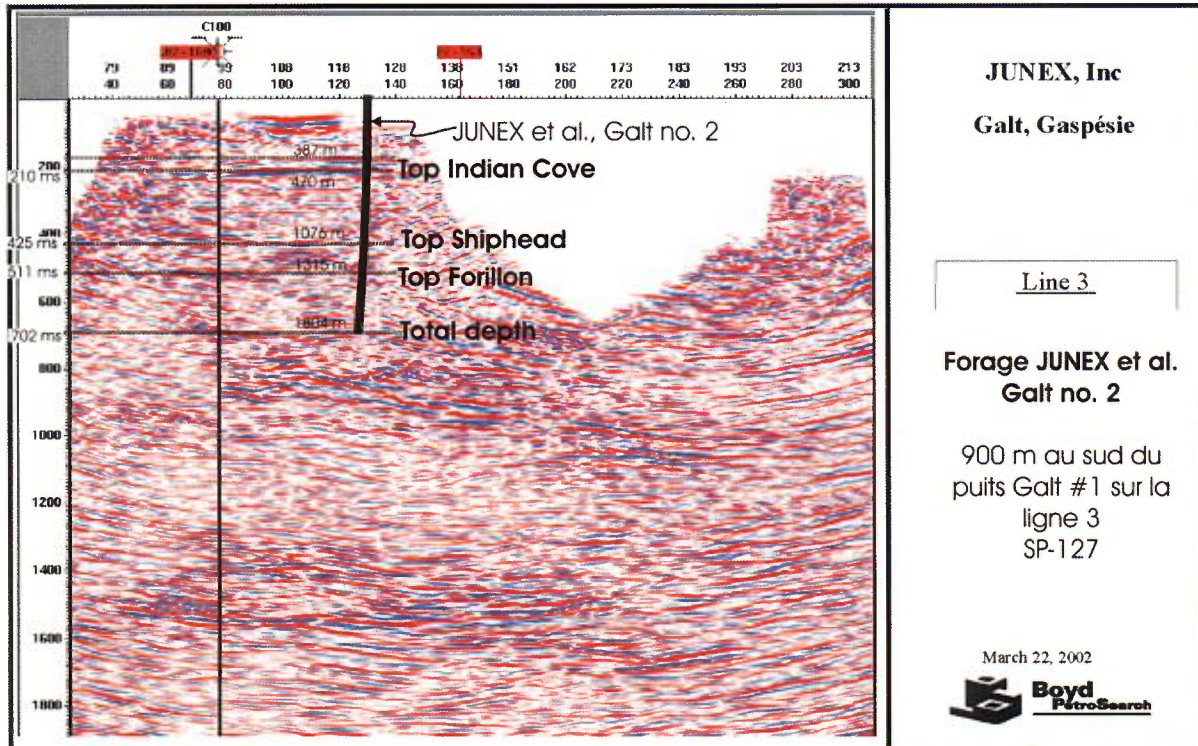 C100
79 89 99 108 118 128 138 151 162 173 183 193 203 213
40 60 80 100 120 140 160 180 200 220 240 260 280 300
JUNEX et al., Galt no. 2
387 m
200
Top Indian Cove
210 ms
420 m
400
1076 m
Top Shiphead
425 ms
511 ms
1315 m
Top Forillon
600
702 ms
1804 m
Total depth
800
1000
1200
1400
1600
1800
JUNEX, Inc
Galt, Gaspésie
Line 3
Forage JUNEX et al.
Galt no. 2
900 m au sud du
puits Galt #1 sur la
ligne 3
SP-127
March 22, 2002
Boyd
PetroSearch